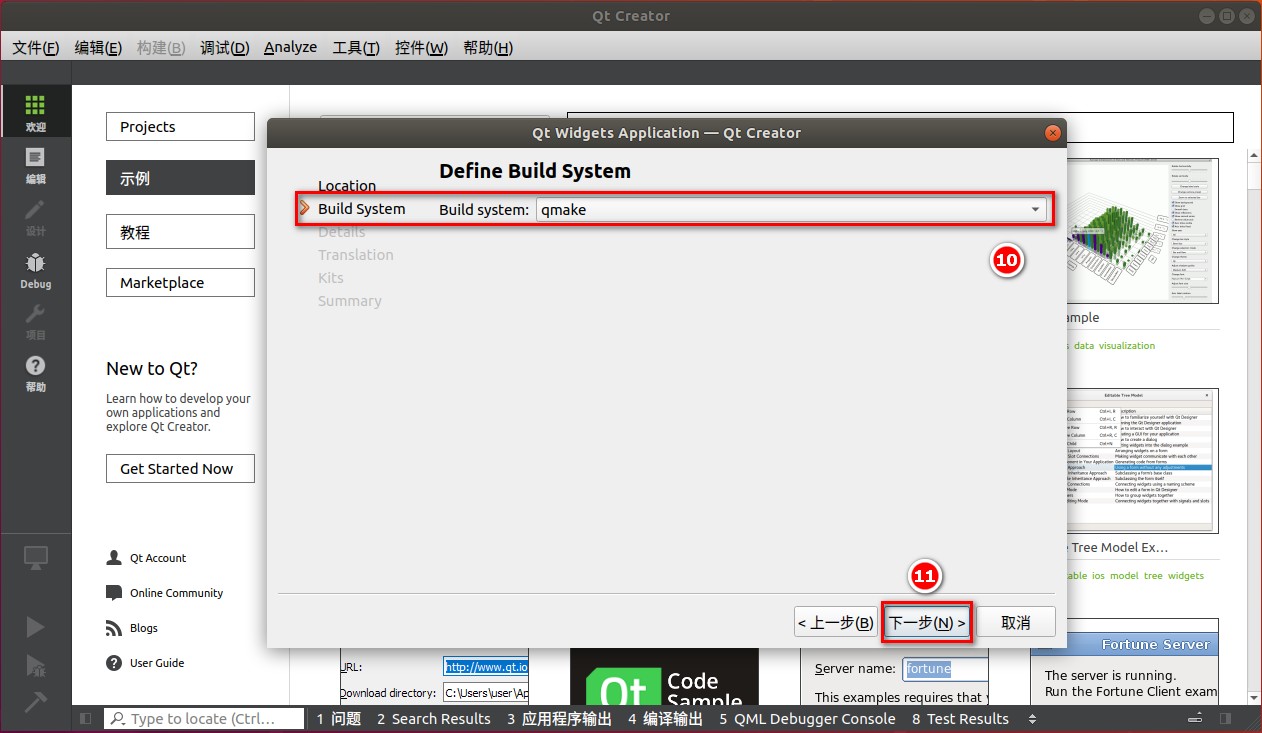 Qt Creator
文件(F) 编辑(E) 构建(B) 调试(D) Analyze 工具(T) 控件(W) 帮助(H)
欢迎
编辑
设计
Debug
项目
帮助
Projects
示例
教程
Marketplace
New to Qt?
Learn how to develop your
own applications and
explore Qt Creator.
Get Started Now
Qt Account
Online Community
Blogs
User Guide
Qt Widgets Application — Qt Creator
Define Build System
Location
Build System
Build system: qmake
Details
Translation
Kits
Summary
10
11
< 上一步(B) 下一步(N) > 取消
ample
data visualization
Editable Tree Model
Tree Model Ex...
able ios model tree widgets
URL: http://www.qt.io
Download directory: C:\Users\user\Ap
Qt Code
Sample
Server name: fortune
This examples requires that y
Fortune Server
The server is running.
Run the Fortune Client exam
Type to locate (Ctrl... 1 问题 2 Search Results 3 应用程序输出 4 编译输出 5 QML Debugger Console 8 Test Results